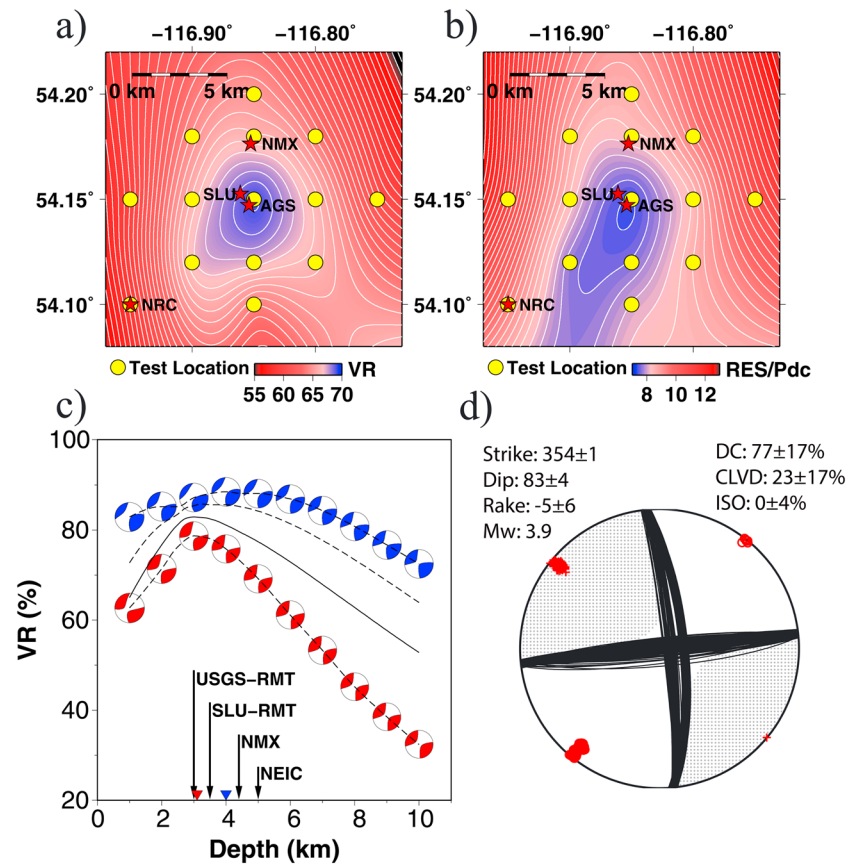 a)
−116.90˚ −116.80˚
54.20˚
54.15˚
54.10˚
0 km 5 km
NMX
SLU
AGS
NRC
Test Location
VR
55 60 65 70
b)
−116.90˚ −116.80˚
54.20˚
54.15˚
54.10˚
0 km 5 km
NMX
SLU
AGS
NRC
Test Location
RES/Pdc
8 10 12
c)
VR (%)
100
80
60
40
20
USGS−RMT
SLU−RMT
NMX
NEIC
0 2 4 6 8 10
Depth (km)
d)
Strike: 354±1
Dip: 83±4
Rake: -5±6
Mw: 3.9
DC: 77±17%
CLVD: 23±17%
ISO: 0±4%